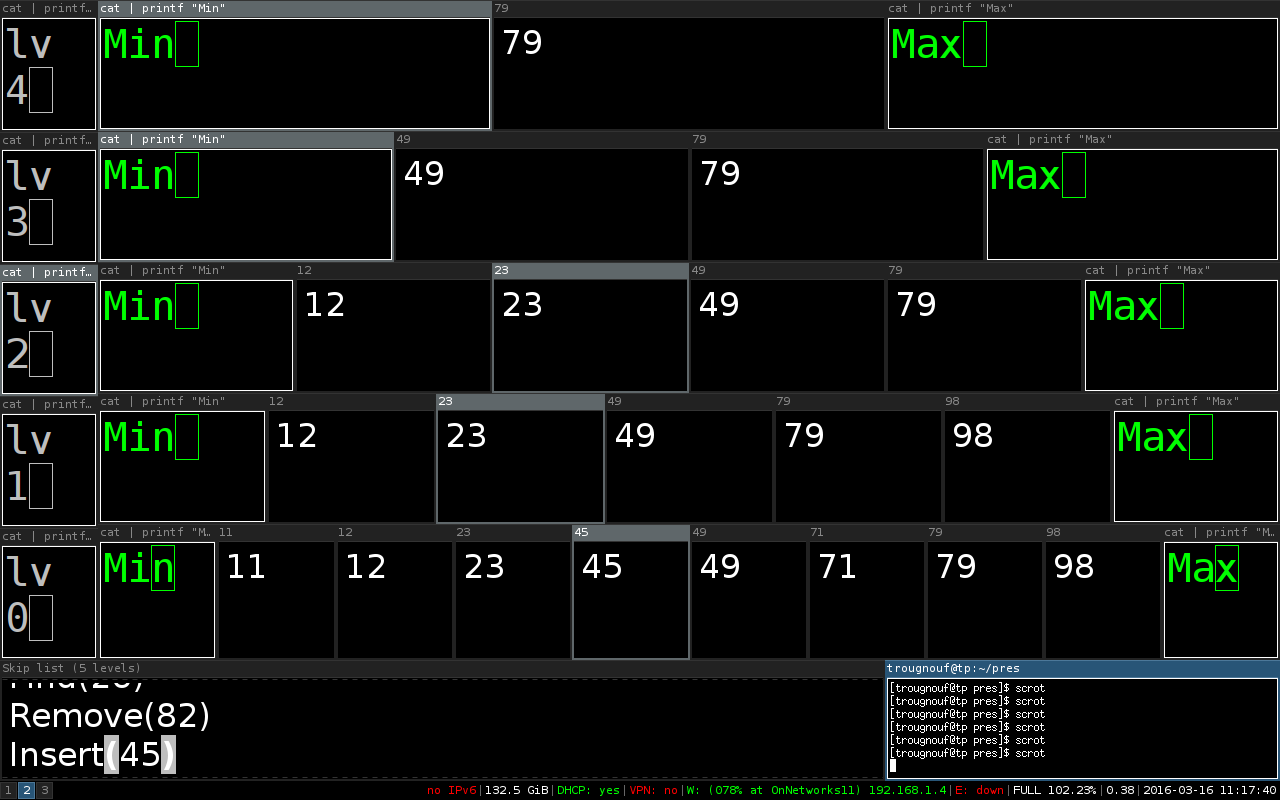 cat | printf… cat | printf "Min" 79 cat | printf "Max"
lv Min 79 Max
4
cat | printf… cat | printf "Min" 49 79 cat | printf "Max"
lv Min 49 79 Max
3
cat | printf… cat | printf "Min" 12 23 49 79 cat | printf "Max"
lv Min 12 23 49 79 Max
2
cat | printf… cat | printf "Min" 12 23 49 79 98 cat | printf "Max"
lv Min 12 23 49 79 98 Max
1
cat | printf… cat | printf "M… 11 12 23 45 49 71 79 98 cat | printf "M…
lv Min 11 12 23 45 49 71 79 98 Max
0
Skip list (5 levels)
Remove(82)
Insert(45)
trougnouf@tp:~/pres
[trougnouf@tp pres]$ scrot
[trougnouf@tp pres]$ scrot
[trougnouf@tp pres]$ scrot
[trougnouf@tp pres]$ scrot
[trougnouf@tp pres]$ scrot
[trougnouf@tp pres]$ scrot
1 2 3 no IPv6|132.5 GiB|DHCP: yes|VPN: no|W: (078% at OnNetworks11) 192.168.1.4|E: down|FULL 102.23%|0.38|2016-03-16 11:17:40